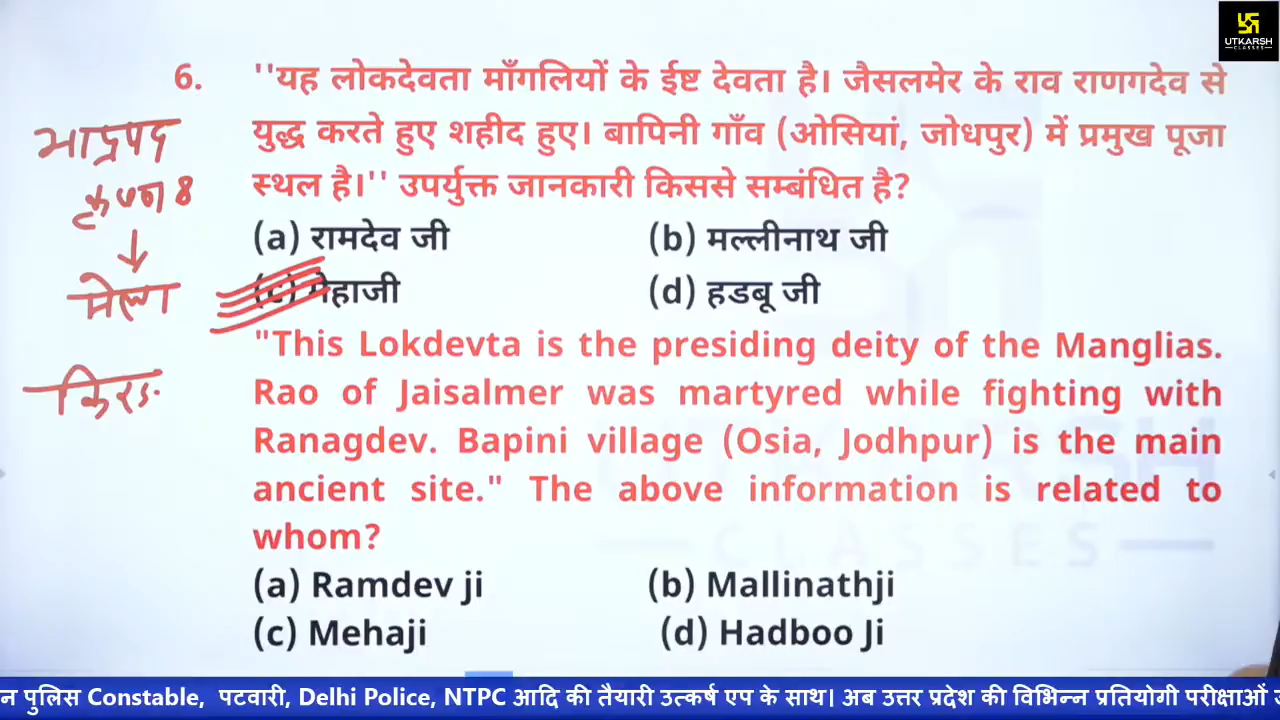 UTKARSH
CLASSES
6. ''यह लोकदेवता माँगलियों के ईष्ट देवता है। जैसलमेर के राव राणगदेव से
युद्ध करते हुए शहीद हुए। बापिनी गाँव (ओसियां, जोधपुर) में प्रमुख पूजा
स्थल है।'' उपर्युक्त जानकारी किससे सम्बंधित है?
(a) रामदेव जी (b) मल्लीनाथ जी
(c) मेहाजी (d) हडबू जी
भाद्रपद
कृष्ण 8
मेला
"This Lokdevta is the presiding deity of the Manglias.
Rao of Jaisalmer was martyred while fighting with
Ranagdev. Bapini village (Osia, Jodhpur) is the main
ancient site." The above information is related to
whom?
(a) Ramdev ji (b) Mallinathji
(c) Mehaji (d) Hadboo Ji
न पुलिस Constable, पटवारी, Delhi Police, NTPC आदि की तैयारी उत्कर्ष एप के साथ। अब उत्तर प्रदेश की विभिन्न प्रतियोगी परीक्षाओं